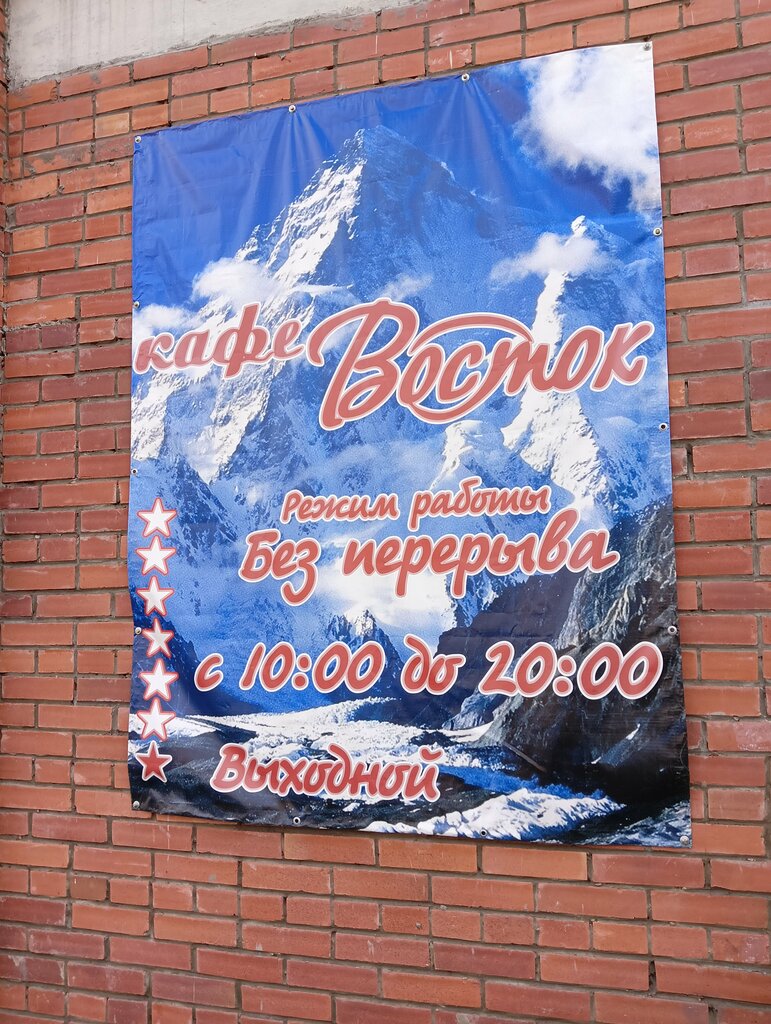 кафе Восток
Режим работы
Без перерыва
с 10:00 до 20:00
Выходной